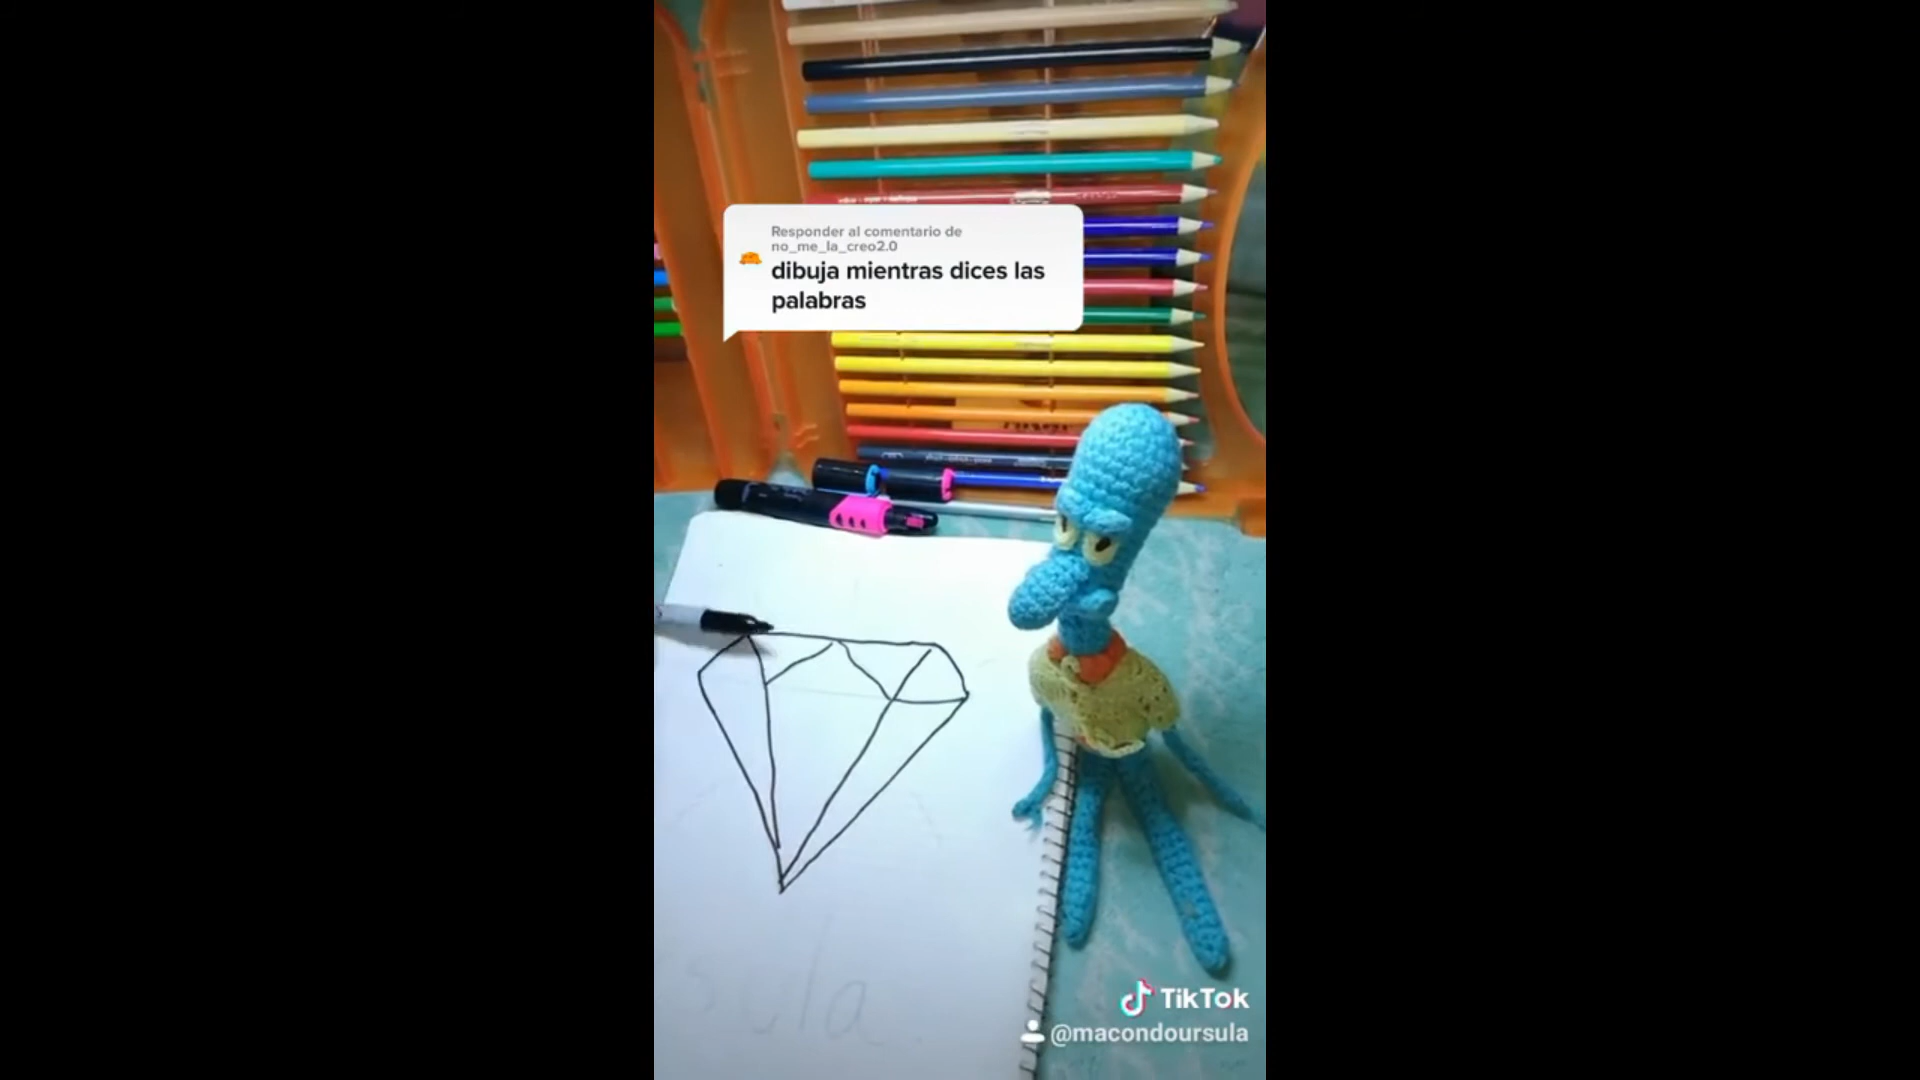 Responder al comentario de
no_me_la_creo2.0
dibuja mientras dices las
palabras
TikTok
@macondoursula